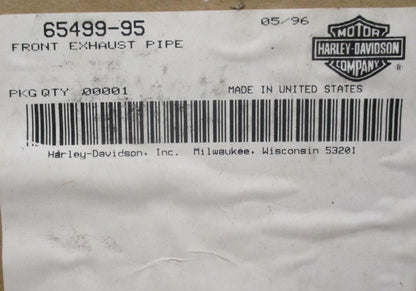 65499-95 05/96
FRONT EXHAUST PIPE
MOTOR
HARLEY-DAVIDSON
COMPANY
PKG QTY 00001 MADE IN UNITED STATES
Harley-Davidson, Inc. Milwaukee, Wisconsin 53201